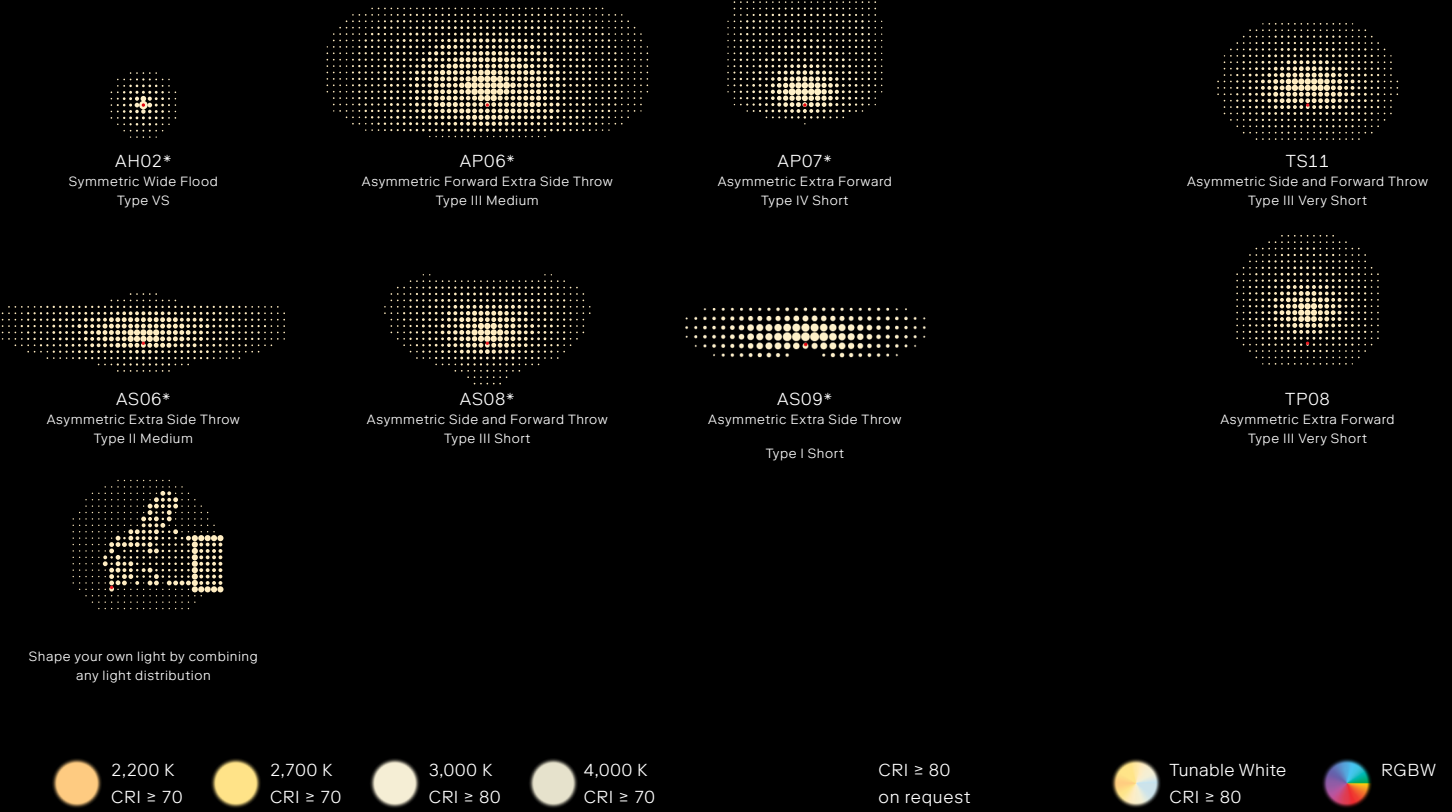 AH02*
Symmetric Wide Flood
Type VS
AP06*
Asymmetric Forward Extra Side Throw
Type III Medium
AP07*
Asymmetric Extra Forward
Type IV Short
TS11
Asymmetric Side and Forward Throw
Type III Very Short
AS06*
Asymmetric Extra Side Throw
Type II Medium
AS08*
Asymmetric Side and Forward Throw
Type III Short
AS09*
Asymmetric Extra Side Throw
Type I Short
TP08
Asymmetric Extra Forward
Type III Very Short
Shape your own light by combining
any light distribution
2,200 K
CRI ≥ 70
2,700 K
CRI ≥ 70
3,000 K
CRI ≥ 80
4,000 K
CRI ≥ 70
CRI ≥ 80
on request
Tunable White
CRI ≥ 80
RGBW